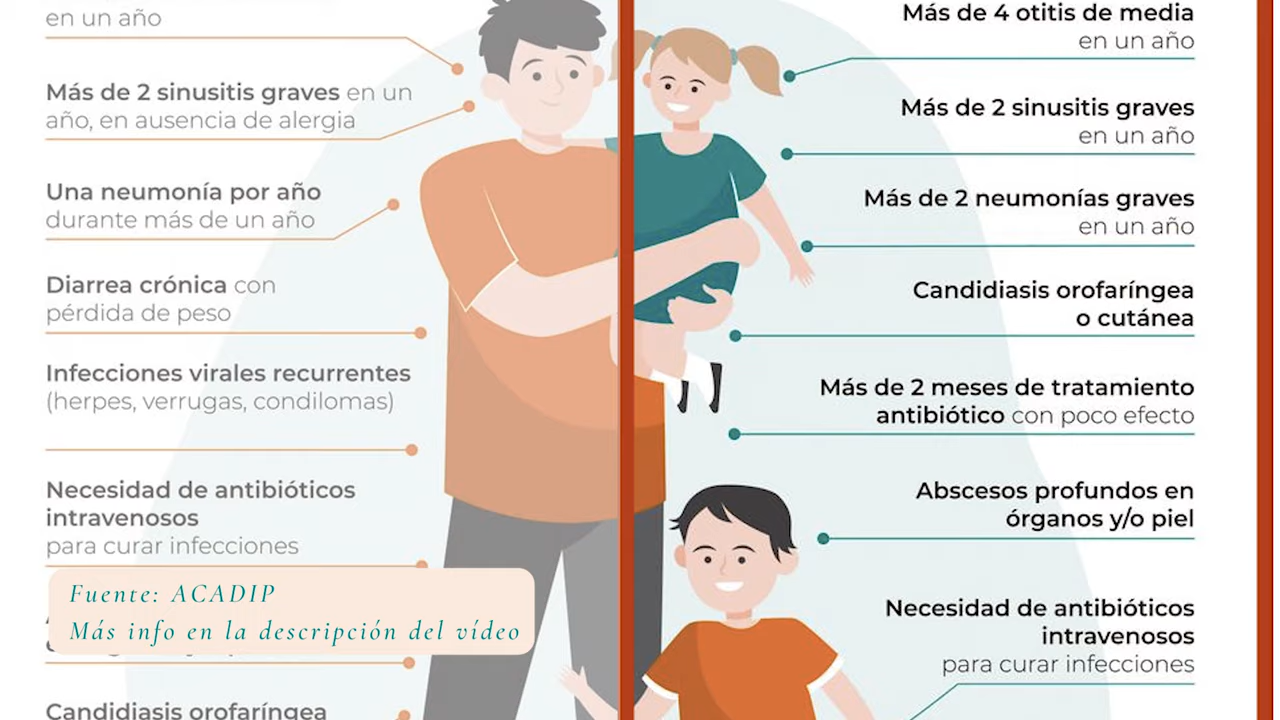 en un año
Más de 2 sinusitis graves en un
año, en ausencia de alergia
Una neumonía por año
durante más de un año
Diarrea crónica con
pérdida de peso
Infecciones virales recurrentes
(herpes, verrugas, condilomas)
Necesidad de antibióticos
intravenosos
para curar infecciones
Fuente: ACADIP
Más info en la descripción del vídeo
Candidiasis orofaríngea
Más de 4 otitis de media
en un año
Más de 2 sinusitis graves
en un año
Más de 2 neumonías graves
en un año
Candidiasis orofaríngea
o cutánea
Más de 2 meses de tratamiento
antibiótico con poco efecto
Abscesos profundos en
órganos y/o piel
Necesidad de antibióticos
intravenosos
para curar infecciones